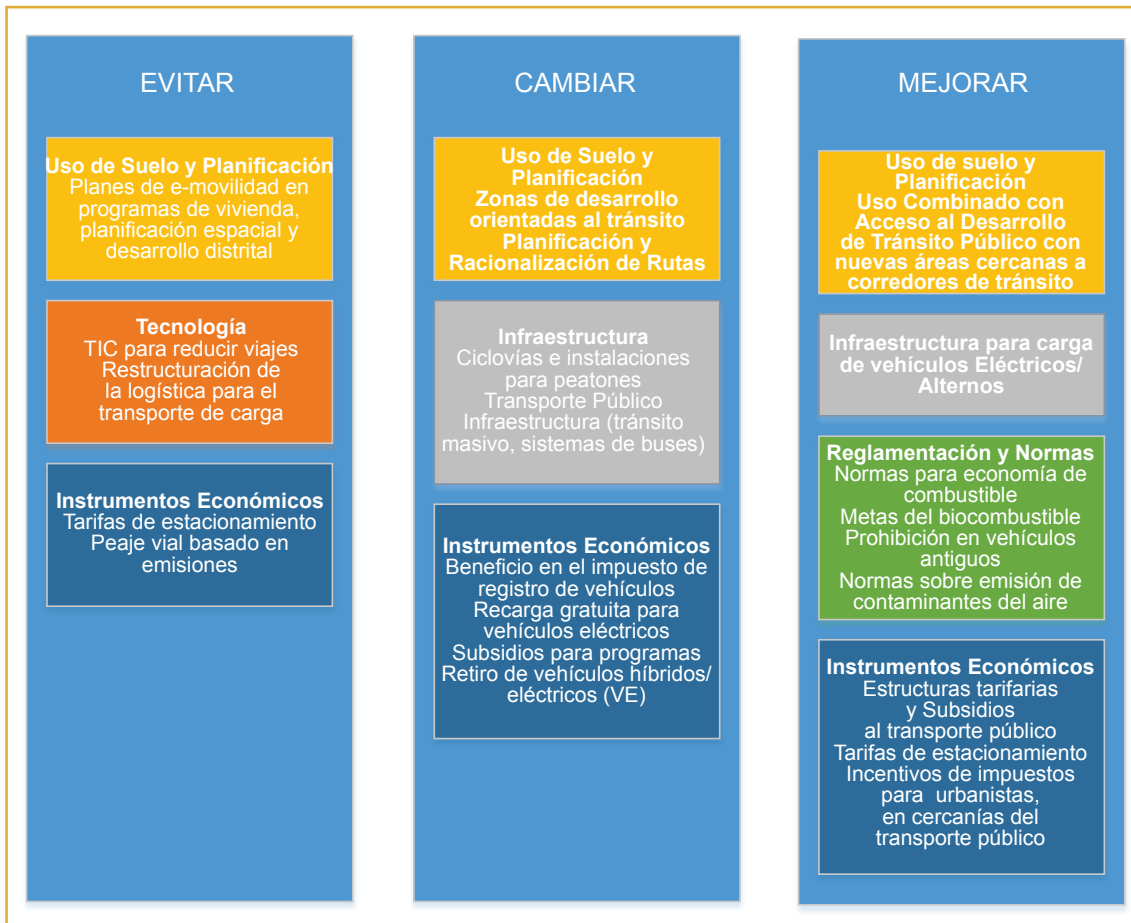 EVITAR
Uso de Suelo y Planificación
Planes de e-movilidad en
programas de vivienda,
planificación espacial y
desarrollo distrital
Tecnología
TIC para reducir viajes
Restructuración de
la logística para el
transporte de carga
Instrumentos Económicos
Tarifas de estacionamiento
Peaje vial basado en
emisiones
CAMBIAR
Uso de Suelo y
Planificación
Zonas de desarrollo
orientadas al tránsito
Planificación y
Racionalización de Rutas
Infraestructura
Ciclovías e instalaciones
para peatones
Transporte Público
Infraestructura (tránsito
masivo, sistemas de buses)
Instrumentos Económicos
Beneficio en el impuesto de
registro de vehículos
Recarga gratuita para
vehículos eléctricos
Subsidios para programas
Retiro de vehículos híbridos/
eléctricos (VE)
MEJORAR
Uso de suelo y
Planificación
Uso Combinado con
Acceso al Desarrollo
de Tránsito Público con
nuevas áreas cercanas a
corredores de tránsito
Infraestructura para carga
de vehículos Eléctricos/
Alternos
Reglamentación y Normas
Normas para economía de
combustible
Metas del biocombustible
Prohibición en vehículos
antiguos
Normas sobre emisión de
contaminantes del aire
Instrumentos Económicos
Estructuras tarifarias
y Subsidios
al transporte público
Tarifas de estacionamiento
Incentivos de impuestos
para urbanistas,
en cercanías del
transporte público